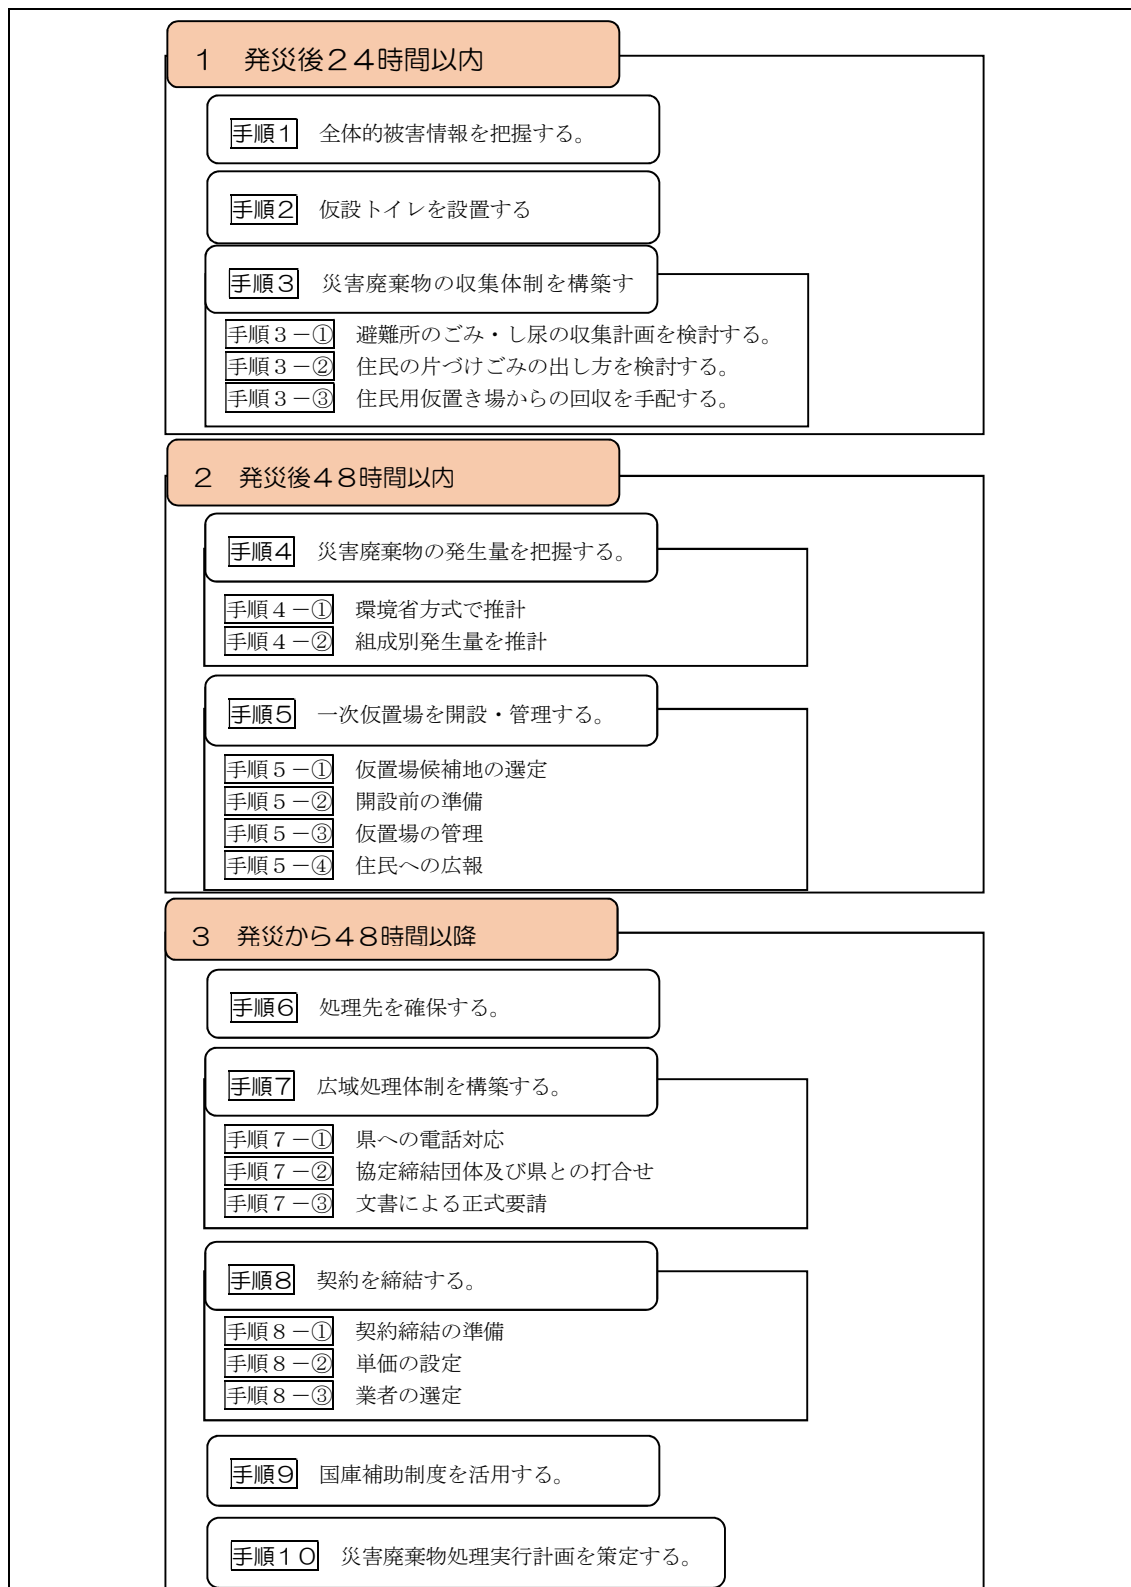 1　発災後24時間以内
手順1　全体的被害情報を把握する。
手順2　仮設トイレを設置する
手順3　災害廃棄物の収集体制を構築す
手順3－①　避難所のごみ・し尿の収集計画を検討する。
手順3－②　住民の片づけごみの出し方を検討する。
手順3－③　住民用仮置き場からの回収を手配する。
2　発災後48時間以内
手順4　災害廃棄物の発生量を把握する。
手順4－①　環境省方式で推計
手順4－②　組成別発生量を推計
手順5　一次仮置場を開設・管理する。
手順5－①　仮置場候補地の選定
手順5－②　開設前の準備
手順5－③　仮置場の管理
手順5－④　住民への広報
3　発災から48時間以降
手順6　処理先を確保する。
手順7　広域処理体制を構築する。
手順7－①　県への電話対応
手順7－②　協定締結団体及び県との打合せ
手順7－③　文書による正式要請
手順8　契約を締結する。
手順8－①　契約締結の準備
手順8－②　単価の設定
手順8－③　業者の選定
手順9　国庫補助制度を活用する。
手順10　災害廃棄物処理実行計画を策定する。